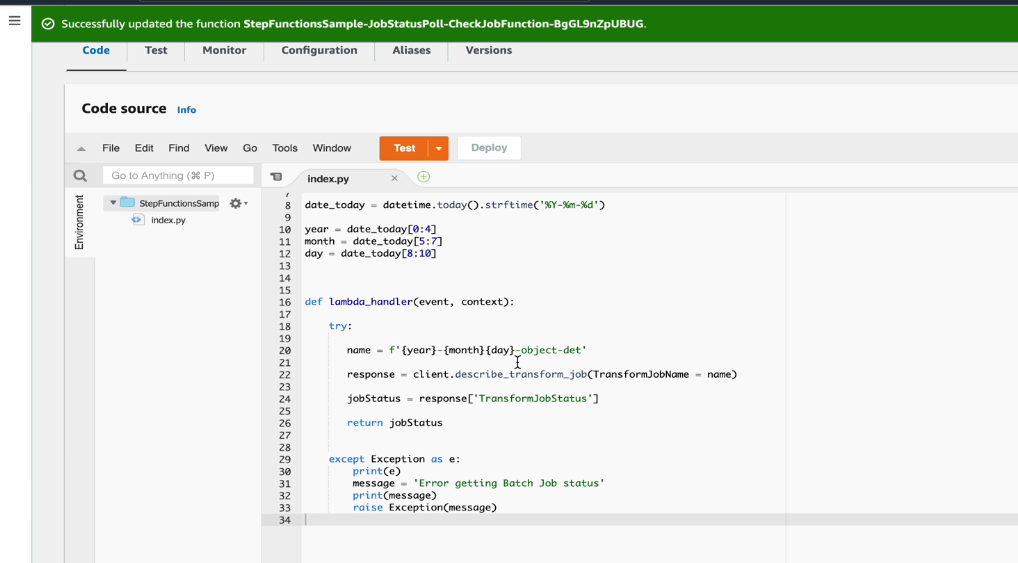 Successfully updated the function StepFunctionsSample-JobStatusPoll-CheckJobFunction-BgGL9nZpUBUG.
Code Test Monitor Configuration Aliases Versions
Code source Info
File Edit Find View Go Tools Window Test Deploy
Go to Anything (⌘ P) index.py
Environment
StepFunctionsSamp
index.py
7
8 date_today = datetime.today().strftime('%Y-%m-%d')
9
10 year = date_today[0:4]
11 month = date_today[5:7]
12 day = date_today[8:10]
13
14
15
16 def lambda_handler(event, context):
17
18 try:
19
20 name = f'{year}-{month}{day}-object-det'
21
22 response = client.describe_transform_job(TransformJobName = name)
23
24 jobStatus = response['TransformJobStatus']
25
26 return jobStatus
27
28
29 except Exception as e:
30 print(e)
31 message = 'Error getting Batch Job status'
32 print(message)
33 raise Exception(message)
34